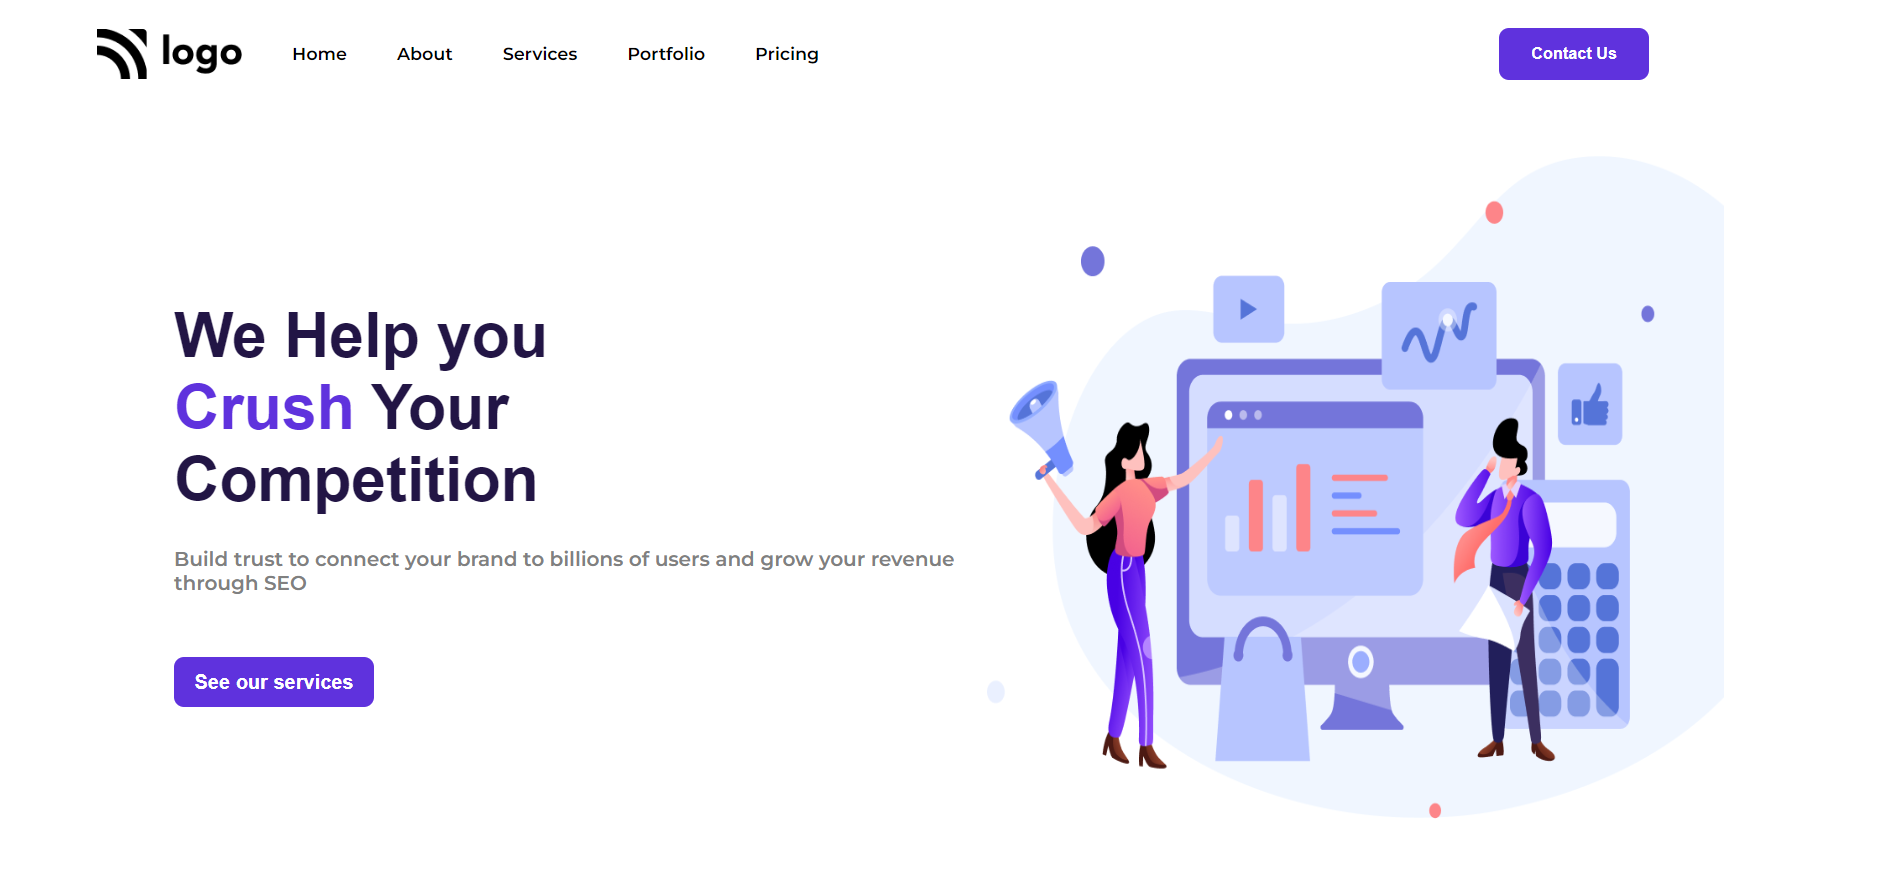 logo
Home
About
Services
Portfolio
Pricing
Contact Us
We Help you
Crush Your
Competition
Build trust to connect your brand to billions of users and grow your revenue
through SEO
See our services